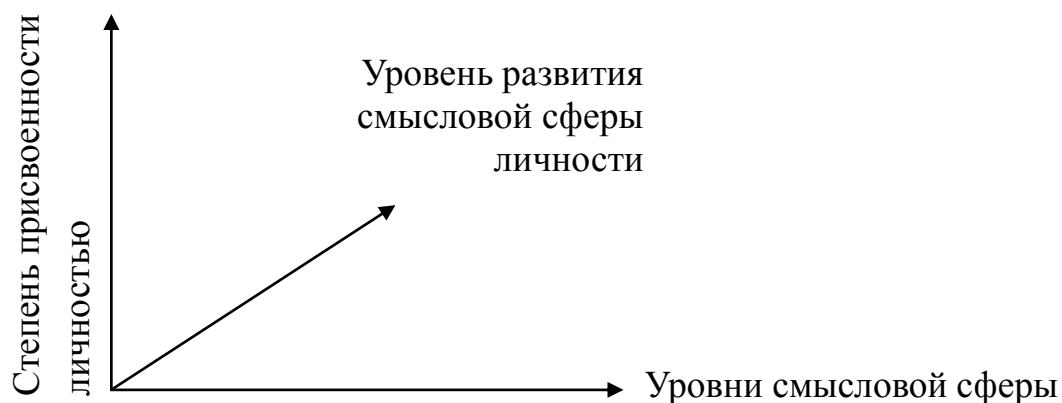 Степень присвоенности
личностью
Уровень развития
смысловой сферы
личности
Уровни смысловой сферы